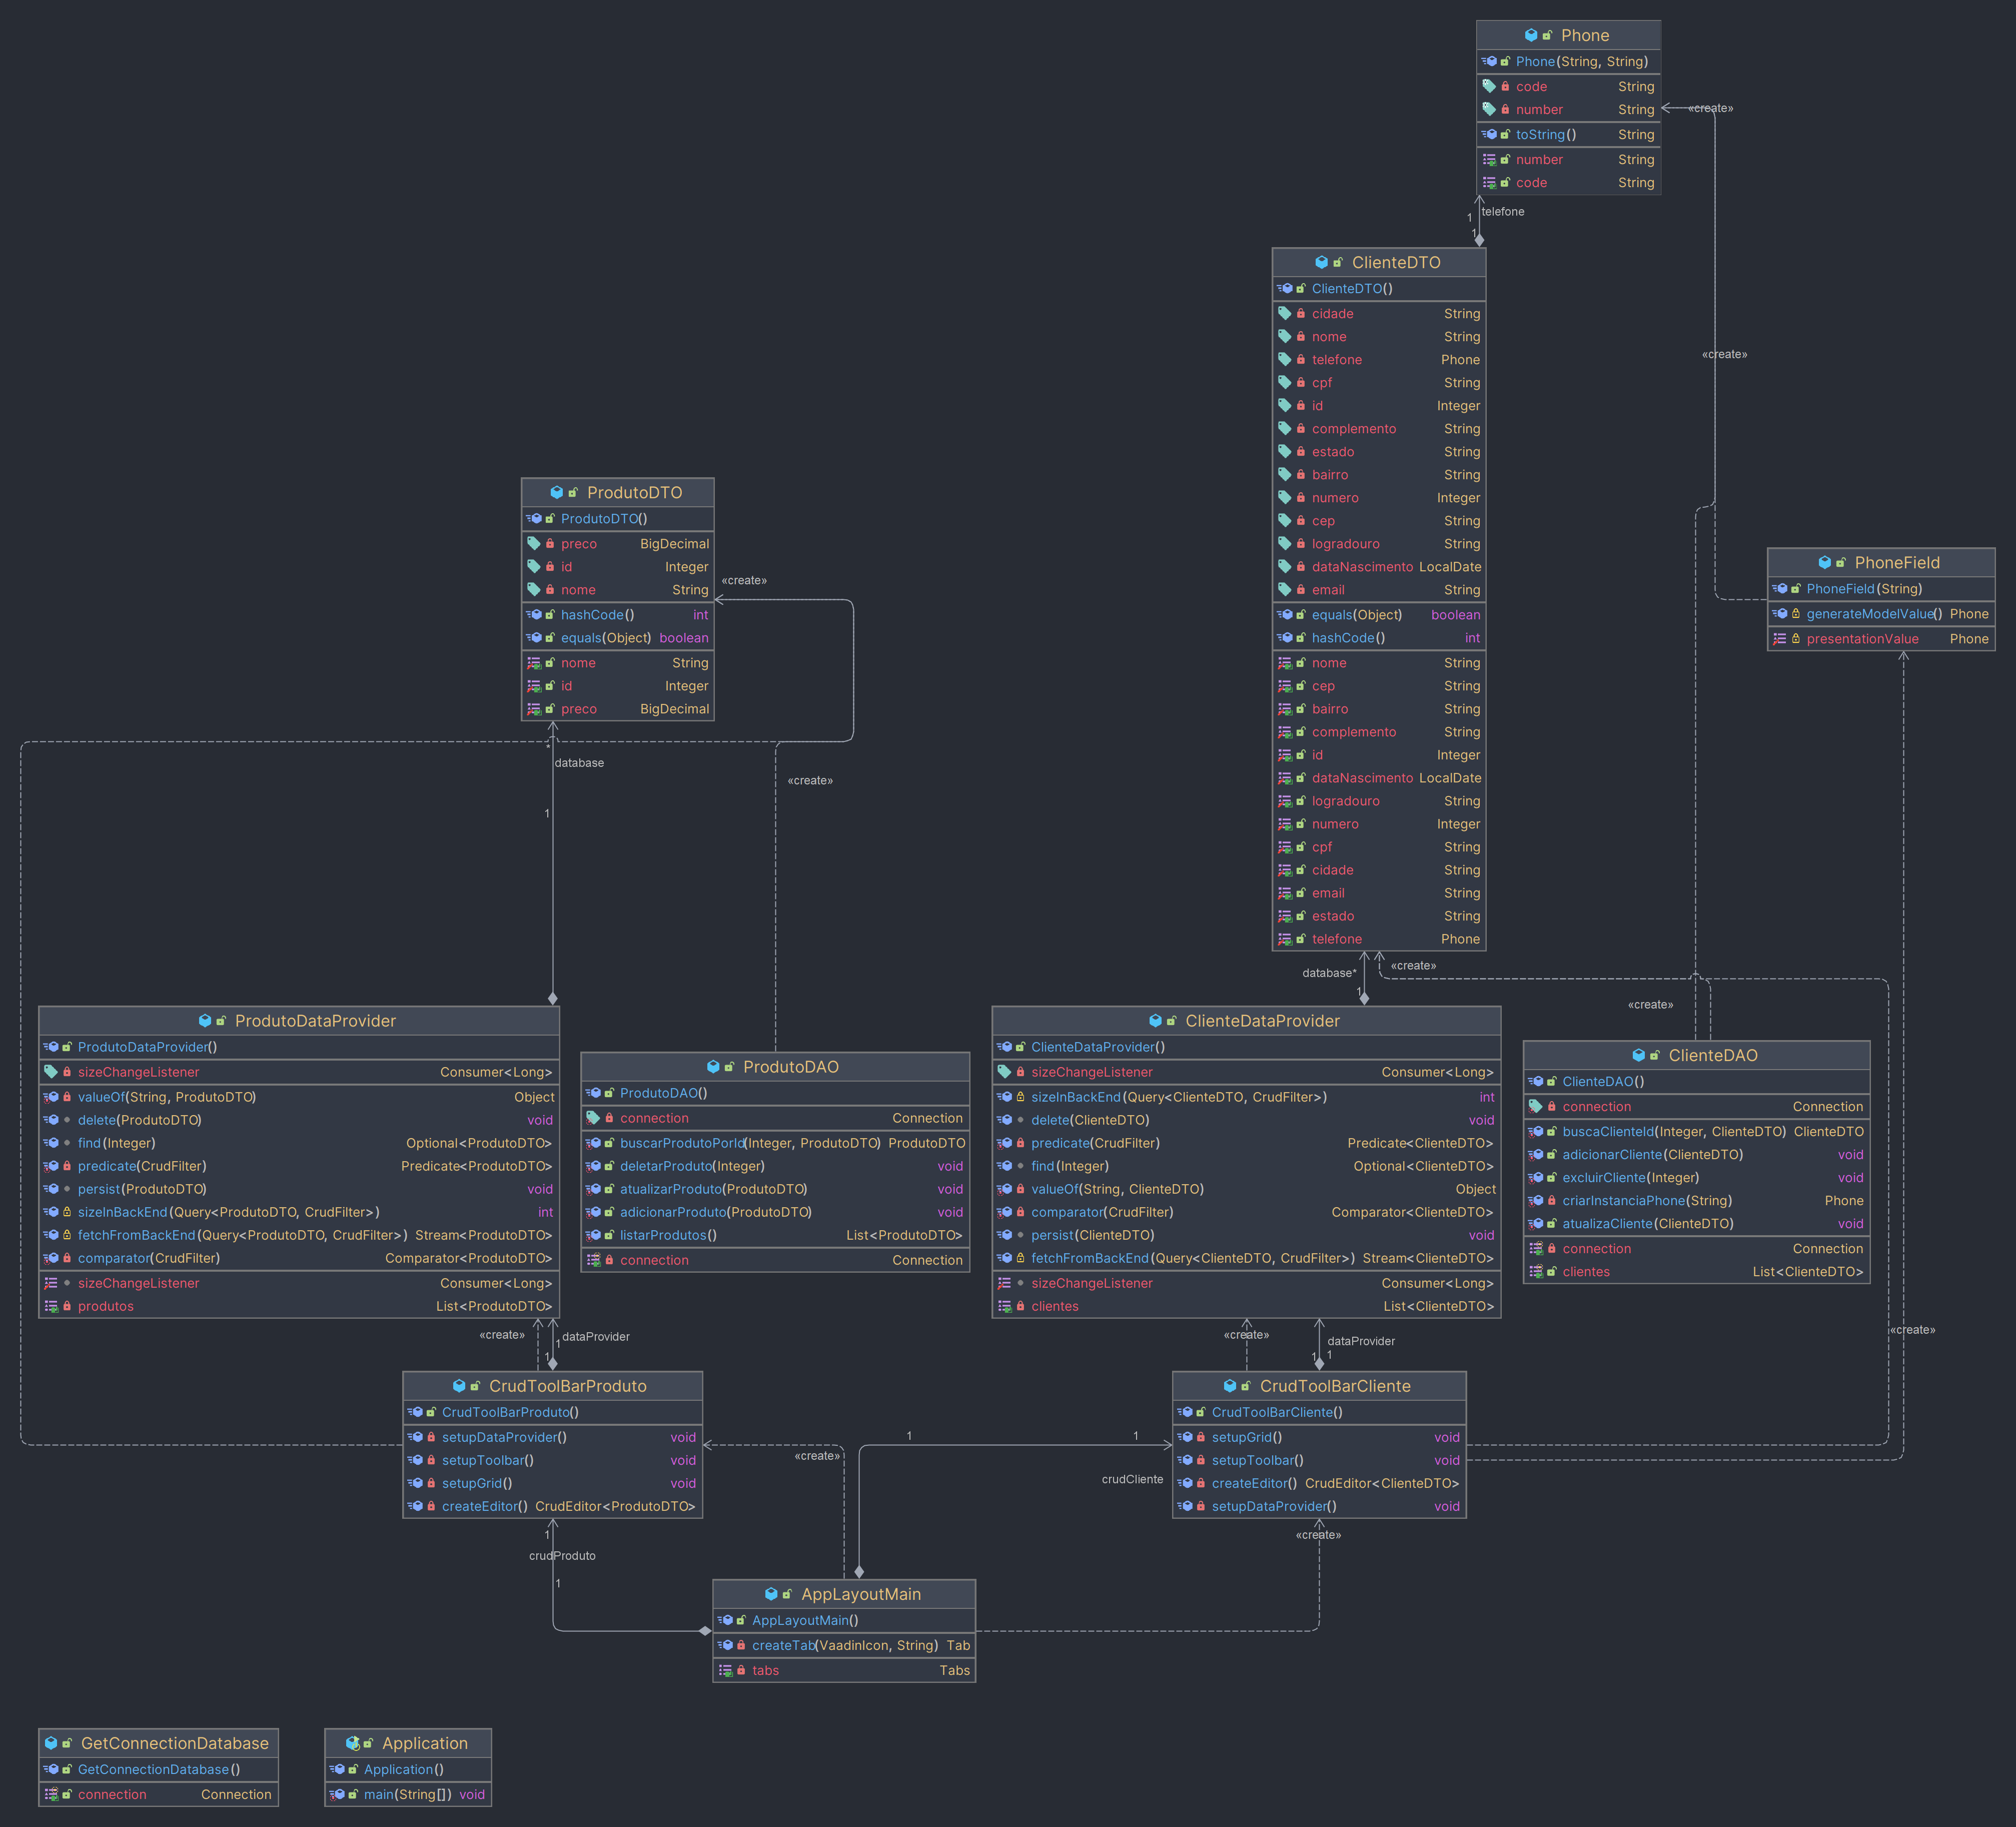 Phone
Phone(String, String)
code String
number String
toString() String
number String
code String
«create»
telefone
1
1
«create»
ClienteDTO
ClienteDTO()
cidade String
nome String
telefone Phone
cpf String
id Integer
complemento String
estado String
bairro String
numero Integer
cep String
logradouro String
dataNascimento LocalDate
email String
equals(Object) boolean
hashCode() int
nome String
cep String
bairro String
complemento String
id Integer
dataNascimento LocalDate
logradouro String
numero Integer
cpf String
cidade String
email String
estado String
telefone Phone
ProdutoDTO
ProdutoDTO()
preco BigDecimal
id Integer
nome String
hashCode() int
equals(Object) boolean
nome String
id Integer
preco BigDecimal
«create»
PhoneField
PhoneField(String)
generateModelValue() Phone
presentationValue Phone
*
database
1
«create»
database*
1
«create»
«create»
ProdutoDataProvider
ProdutoDataProvider()
sizeChangeListener Consumer<Long>
valueOf(String, ProdutoDTO) Object
delete(ProdutoDTO) void
find(Integer) Optional<ProdutoDTO>
predicate(CrudFilter) Predicate<ProdutoDTO>
persist(ProdutoDTO) void
sizeInBackEnd(Query<ProdutoDTO, CrudFilter>) int
fetchFromBackEnd(Query<ProdutoDTO, CrudFilter>) Stream<ProdutoDTO>
comparator(CrudFilter) Comparator<ProdutoDTO>
sizeChangeListener Consumer<Long>
produtos List<ProdutoDTO>
ProdutoDAO
ProdutoDAO()
connection Connection
buscarProdutoPorId(Integer, ProdutoDTO) ProdutoDTO
deletarProduto(Integer) void
atualizarProduto(ProdutoDTO) void
adicionarProduto(ProdutoDTO) void
listarProdutos() List<ProdutoDTO>
connection Connection
ClienteDataProvider
ClienteDataProvider()
sizeChangeListener Consumer<Long>
sizeInBackEnd(Query<ClienteDTO, CrudFilter>) int
delete(ClienteDTO) void
predicate(CrudFilter) Predicate<ClienteDTO>
find(Integer) Optional<ClienteDTO>
valueOf(String, ClienteDTO) Object
comparator(CrudFilter) Comparator<ClienteDTO>
persist(ClienteDTO) void
fetchFromBackEnd(Query<ClienteDTO, CrudFilter>) Stream<ClienteDTO>
sizeChangeListener Consumer<Long>
clientes List<ClienteDTO>
ClienteDAO
ClienteDAO()
connection Connection
buscaClienteId(Integer, ClienteDTO) ClienteDTO
adicionarCliente(ClienteDTO) void
excluirCliente(Integer) void
criarInstanciaPhone(String) Phone
atualizaCliente(ClienteDTO) void
connection Connection
clientes List<ClienteDTO>
«create»
dataProvider
1
1
«create»
dataProvider
1
1
«create»
CrudToolBarProduto
CrudToolBarProduto()
setupDataProvider() void
setupToolbar() void
setupGrid() void
createEditor() CrudEditor<ProdutoDTO>
«create»
1
1
crudCliente
CrudToolBarCliente
CrudToolBarCliente()
setupGrid() void
setupToolbar() void
createEditor() CrudEditor<ClienteDTO>
setupDataProvider() void
1
crudProduto
1
«create»
AppLayoutMain
AppLayoutMain()
createTab(VaadinIcon, String) Tab
tabs Tabs
GetConnectionDatabase
GetConnectionDatabase()
connection Connection
Application
Application()
main(String[]) void